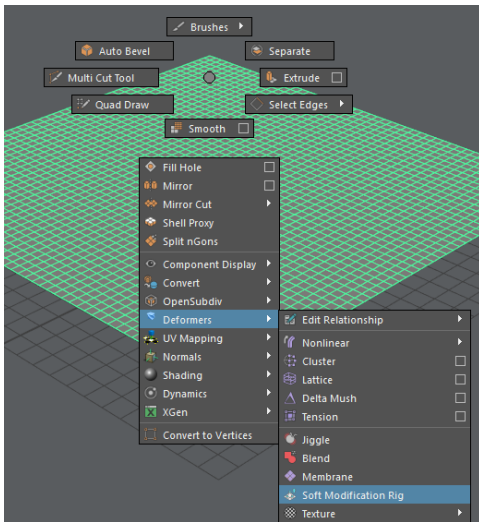 Brushes
Auto Bevel
Separate
Multi Cut Tool
Extrude
Quad Draw
Select Edges
Smooth
Fill Hole
Mirror
Mirror Cut
Shell Proxy
Split nGons
Component Display
Convert
OpenSubdiv
Deformers
UV Mapping
Normals
Shading
Dynamics
XGen
Convert to Vertices
Edit Relationship
Nonlinear
Cluster
Lattice
Delta Mush
Tension
Jiggle
Blend
Membrane
Soft Modification Rig
Texture